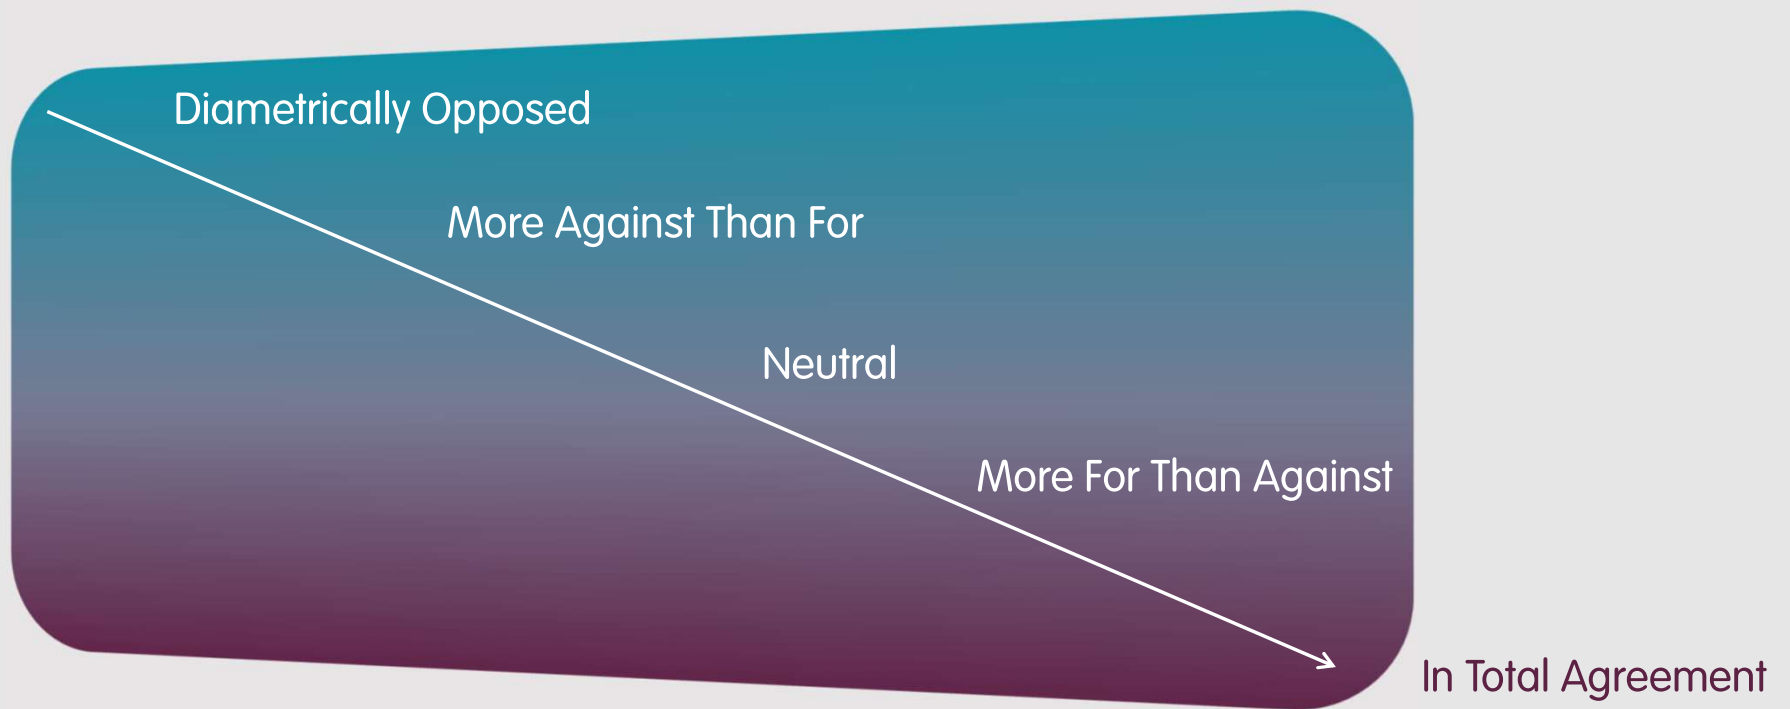 Diametrically Opposed
More Against Than For
Neutral
More For Than Against
In Total Agreement